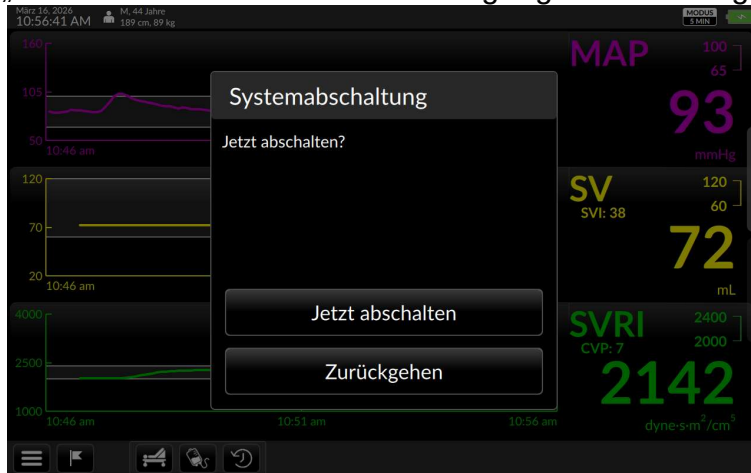 März 16, 2026
10:56:41 AM
M, 44 Jahre
189 cm, 89 kg
MODUS
5 MIN
160
105
50
10:46 am
MAP
100
65
93
mmHg
Systemabschaltung
Jetzt abschalten?
Jetzt abschalten
Zurückgehen
120
70
20
10:46 am
SV
SVI: 38
120
60
72
mL
4000
2500
1000
10:46 am
10:51 am
10:56 am
SVRI
CVP: 7
2400
2000
2142
dyne·s·m²/cm⁵